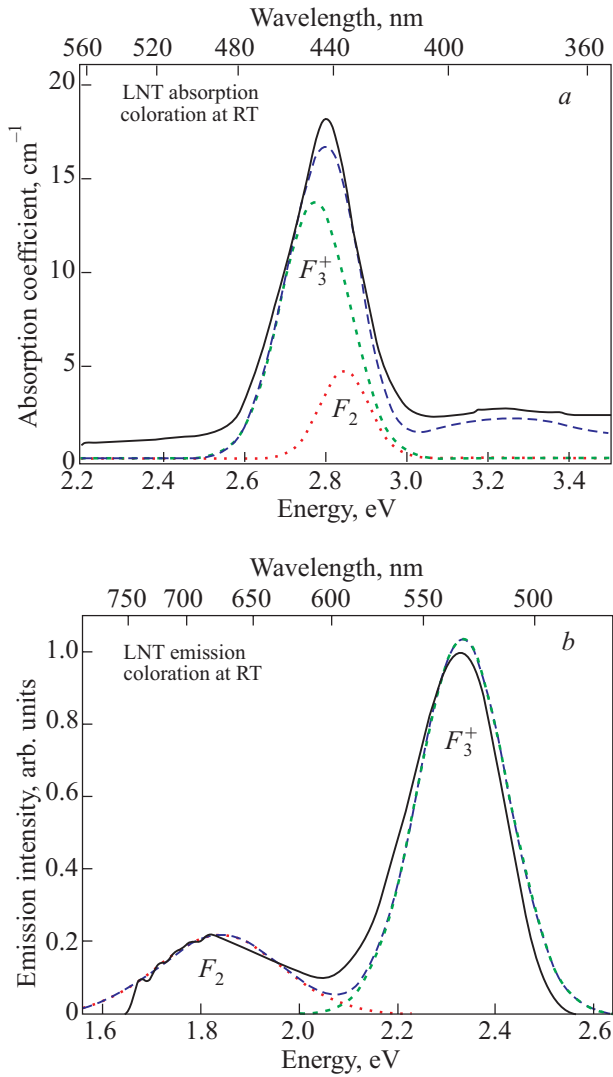 Wavelength, nm
560 520 480 440 400 360
20
LNT absorption
coloration at RT
a
15
10
5
0
Absorption coefficient, cm⁻¹
F₃⁺
F₂
2.2 2.4 2.6 2.8 3.0 3.2 3.4
Energy, eV
Wavelength, nm
750 700 650 600 550 500
LNT emission
coloration at RT
b
1.0
0.8
0.6
0.4
0.2
0
Emission intensity, arb. units
F₃⁺
F₂
1.6 1.8 2.0 2.2 2.4 2.6
Energy, eV